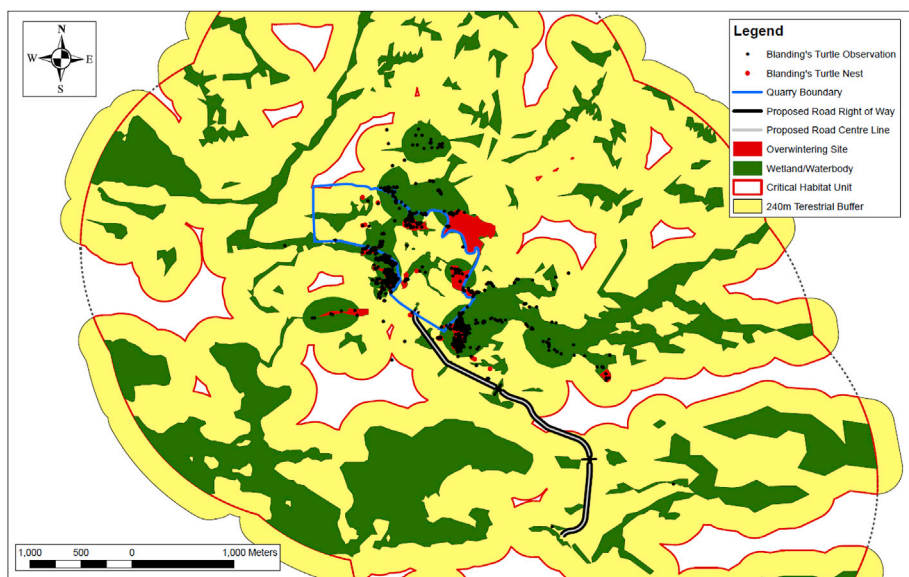 N
W E
S
Legend
Blanding's Turtle Observation
Blanding's Turtle Nest
Quarry Boundary
Proposed Road Right of Way
Proposed Road Centre Line
Overwintering Site
Wetland/Waterbody
Critical Habitat Unit
240m Terestrial Buffer
1,000 500 0 1,000 Meters